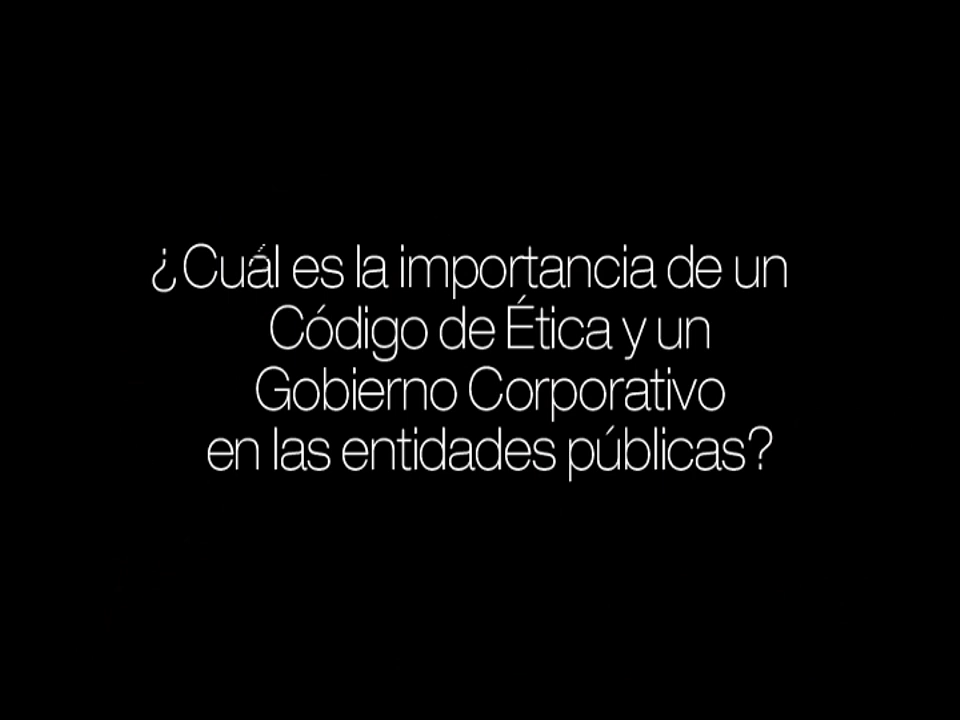 ¿Cuál es la importancia de un
Código de Ética y un
Gobierno Corporativo
en las entidades públicas?